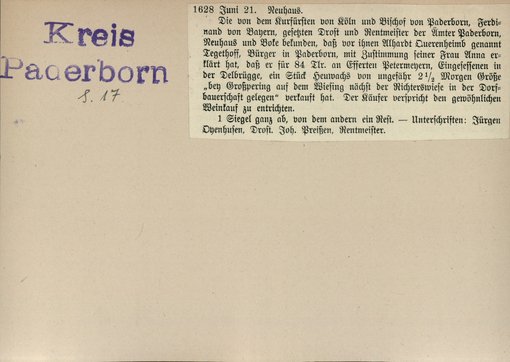 Kreis
Paderborn
S. 17
1628 Juni 21. Neuhaus.
Die von dem Kurfürsten von Köln und Bischof von Paderborn, Ferdi-
nand von Bayern, gesetzten Drost und Rentmeister der Ämter Paderborn,
Neuhaus und Boke bekunden, daß vor ihnen Alhardt Querenheimb genannt
Tegethoff, Bürger in Paderborn, mit Zustimmung seiner Frau Anna er-
klärt hat, daß er für 84 Tlr. an Efferten Petermeyern, Eingesessenen in
der Delbrügge, ein Stück Heuwachs von ungefähr 2½ Morgen Größe
„bey Großpering auf dem Wiesing nächst der Richterswiese in der Dorf-
bauerschaft gelegen“ verkauft hat. Der Käufer verspricht den gewöhnlichen
Weinkauf zu entrichten.
1 Siegel ganz ab, von dem andern ein Rest. — Unterschriften: Jürgen
Oyenhusen, Drost. Joh. Preißen, Rentmeister.